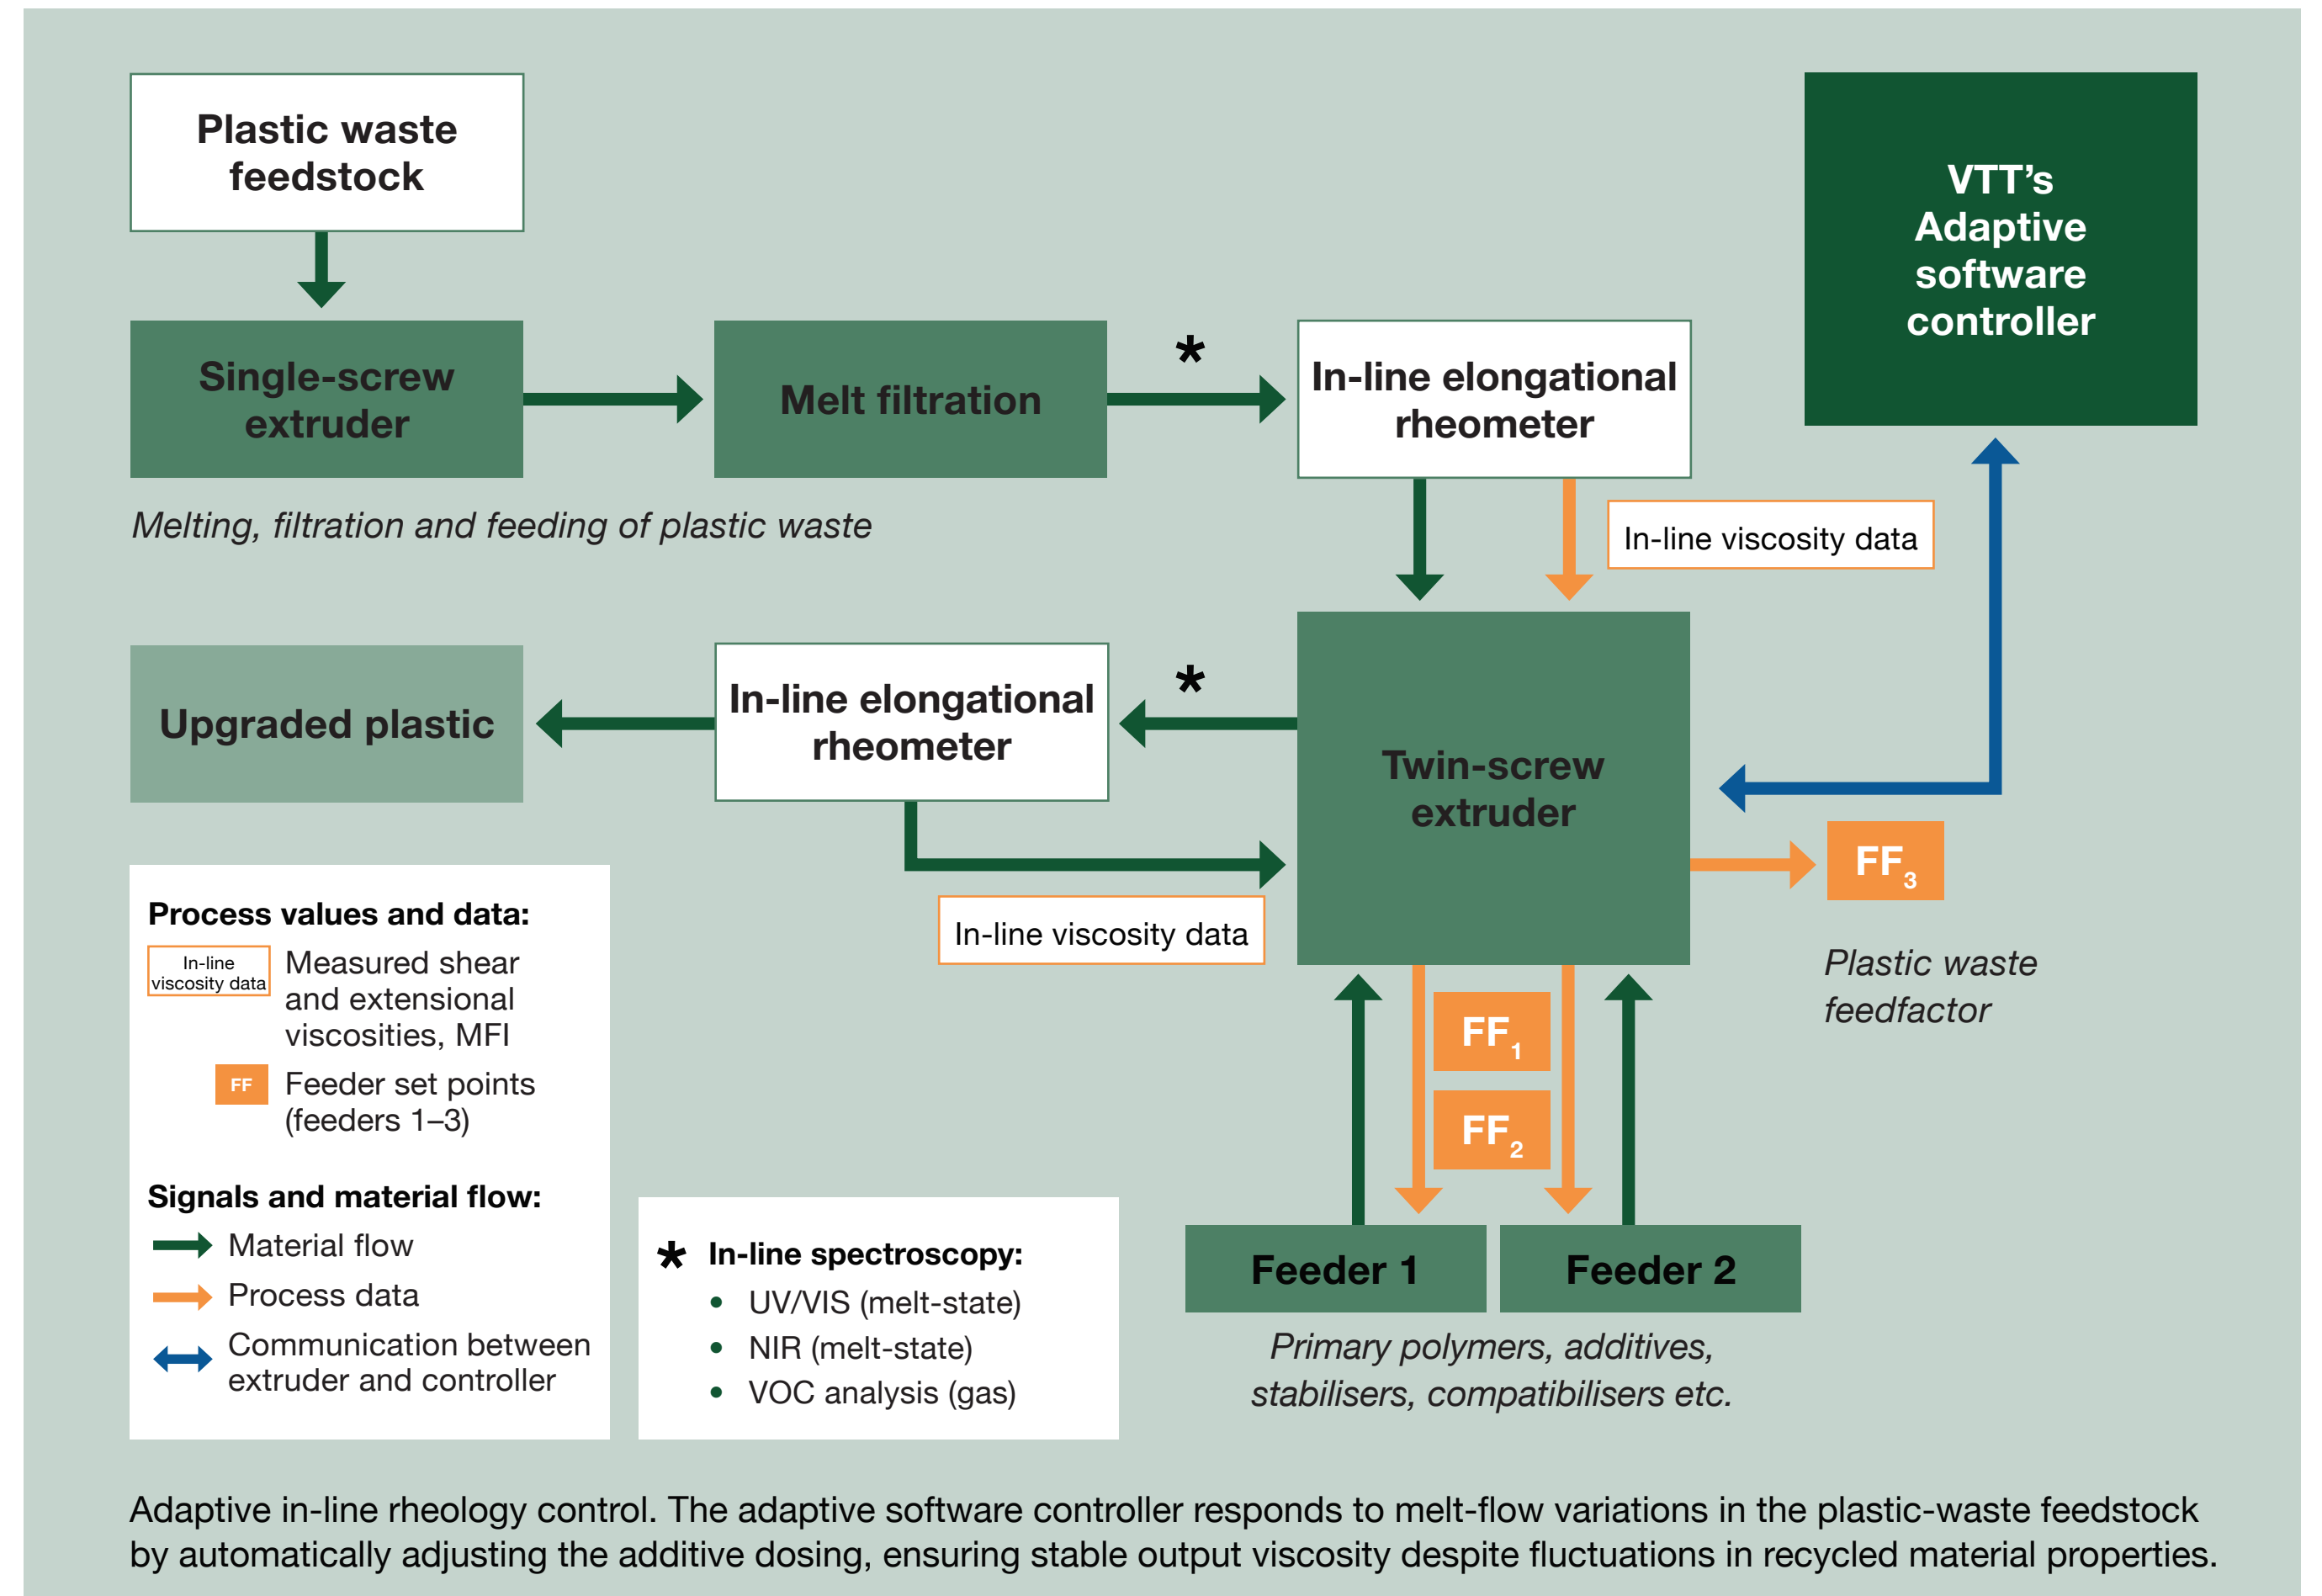 Plastic waste
feedstock
VTT’s
Adaptive
software
controller
Single-screw
extruder
Melt filtration
*
In-line elongational
rheometer
Melting, filtration and feeding of plastic waste
In-line viscosity data
Upgraded plastic
In-line elongational
rheometer
*
Twin-screw
extruder
In-line viscosity data
FF3
Plastic waste
feedfactor
FF1
FF2
Feeder 1
Feeder 2
Primary polymers, additives,
stabilisers, compatibilisers etc.
Process values and data:
In-line
viscosity data
Measured shear
and extensional
viscosities, MFI
FF
Feeder set points
(feeders 1–3)
Signals and material flow:
Material flow
Process data
Communication between
extruder and controller
* In-line spectroscopy:
• UV/VIS (melt-state)
• NIR (melt-state)
• VOC analysis (gas)
Adaptive in-line rheology control. The adaptive software controller responds to melt-flow variations in the plastic-waste feedstock
by automatically adjusting the additive dosing, ensuring stable output viscosity despite fluctuations in recycled material properties.